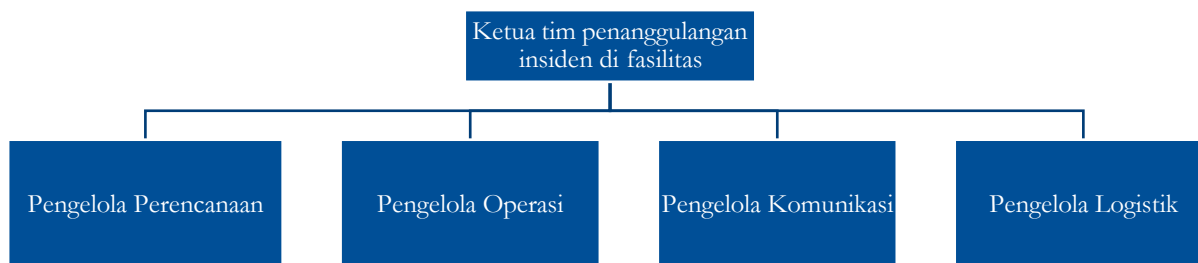 Ketua tim penanggulangan
insiden di fasilitas
Pengelola Perencanaan
Pengelola Operasi
Pengelola Komunikasi
Pengelola Logistik